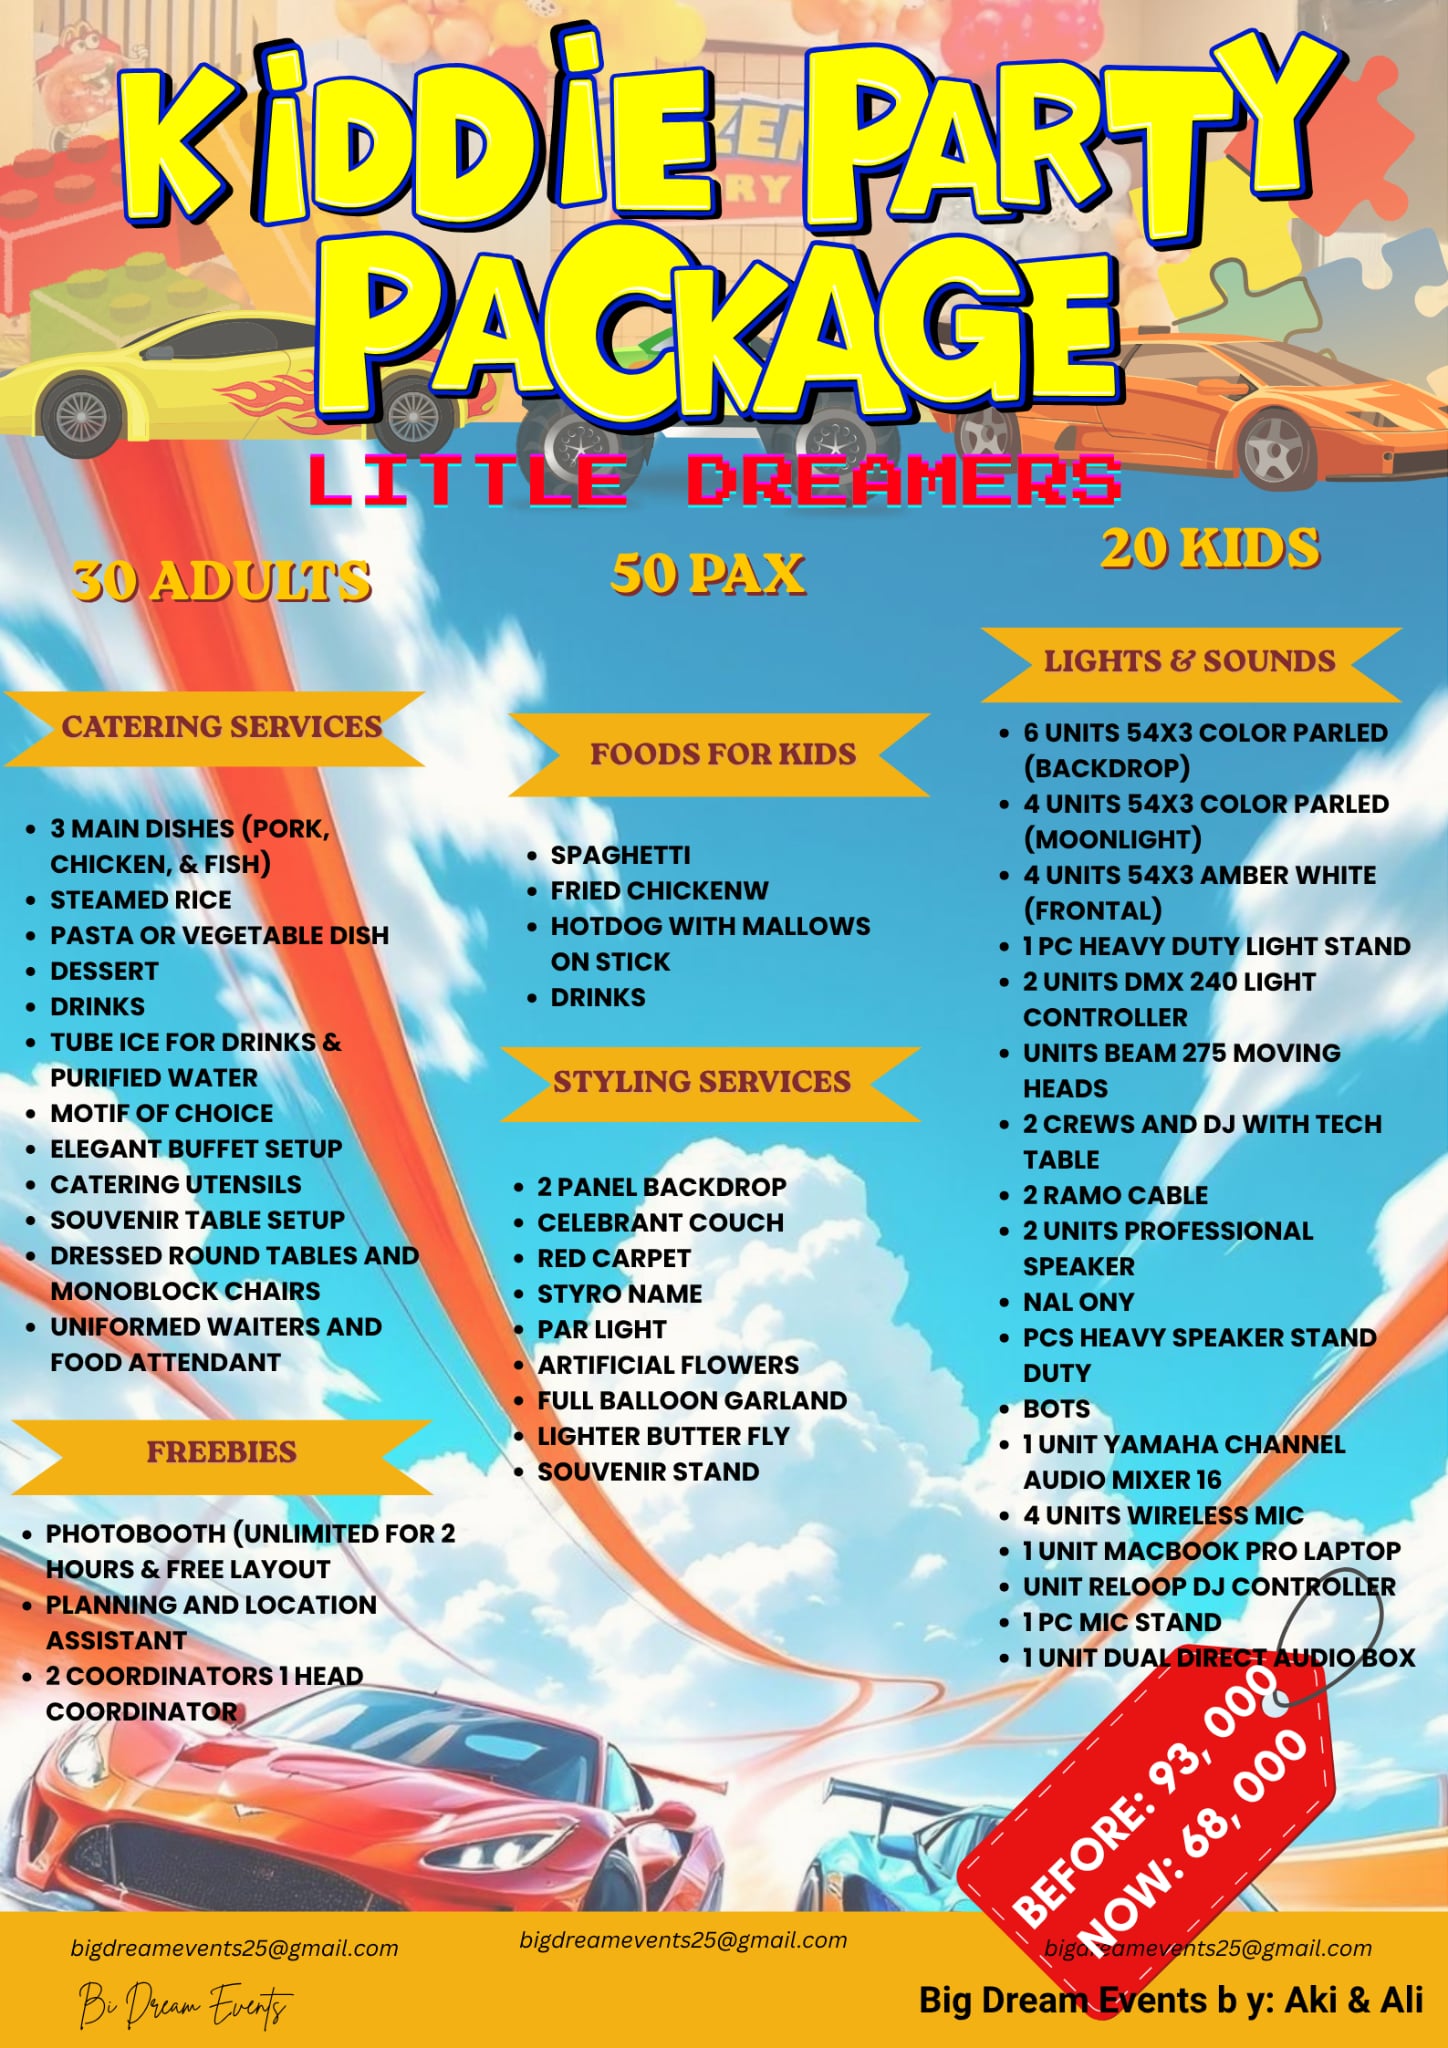 KiDDiE PARTY
PACKAGE
LITTLE DREAMERS
30 ADULTS
50 PAX
20 KIDS
CATERING SERVICES
• 3 MAIN DISHES (PORK,
CHICKEN, & FISH)
• STEAMED RICE
• PASTA OR VEGETABLE DISH
• DESSERT
• DRINKS
• TUBE ICE FOR DRINKS &
PURIFIED WATER
• MOTIF OF CHOICE
• ELEGANT BUFFET SETUP
• CATERING UTENSILS
• SOUVENIR TABLE SETUP
• DRESSED ROUND TABLES AND
MONOBLOCK CHAIRS
• UNIFORMED WAITERS AND
FOOD ATTENDANT
FREEBIES
• PHOTOBOOTH (UNLIMITED FOR 2
HOURS & FREE LAYOUT
• PLANNING AND LOCATION
ASSISTANT
• 2 COORDINATORS 1 HEAD
COORDINATOR
FOODS FOR KIDS
• SPAGHETTI
• FRIED CHICKENW
• HOTDOG WITH MALLOWS
ON STICK
• DRINKS
STYLING SERVICES
• 2 PANEL BACKDROP
• CELEBRANT COUCH
• RED CARPET
• STYRO NAME
• PAR LIGHT
• ARTIFICIAL FLOWERS
• FULL BALLOON GARLAND
• LIGHTER BUTTER FLY
• SOUVENIR STAND
LIGHTS & SOUNDS
• 6 UNITS 54X3 COLOR PARLED
(BACKDROP)
• 4 UNITS 54X3 COLOR PARLED
(MOONLIGHT)
• 4 UNITS 54X3 AMBER WHITE
(FRONTAL)
• 1 PC HEAVY DUTY LIGHT STAND
• 2 UNITS DMX 240 LIGHT
CONTROLLER
• UNITS BEAM 275 MOVING
HEADS
• 2 CREWS AND DJ WITH TECH
TABLE
• 2 RAMO CABLE
• 2 UNITS PROFESSIONAL
SPEAKER
• NAL ONY
• PCS HEAVY SPEAKER STAND
DUTY
• BOTS
• 1 UNIT YAMAHA CHANNEL
AUDIO MIXER 16
• 4 UNITS WIRELESS MIC
• 1 UNIT MACBOOK PRO LAPTOP
• UNIT RELOOP DJ CONTROLLER
• 1 PC MIC STAND
• 1 UNIT DUAL DIRECT AUDIO BOX
BEFORE: 93, 000
NOW: 68, 000
bigdreamevents25@gmail.com
bigdreamevents25@gmail.com
bigdreamevents25@gmail.com
Bi Dream Events
Big Dream Events b y: Aki & Ali